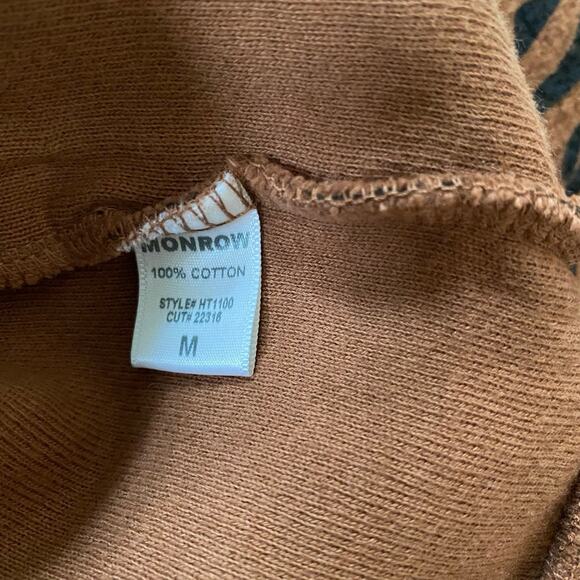 MONROW
100% COTTON
STYLE# HT1100
CUT# 22316
M